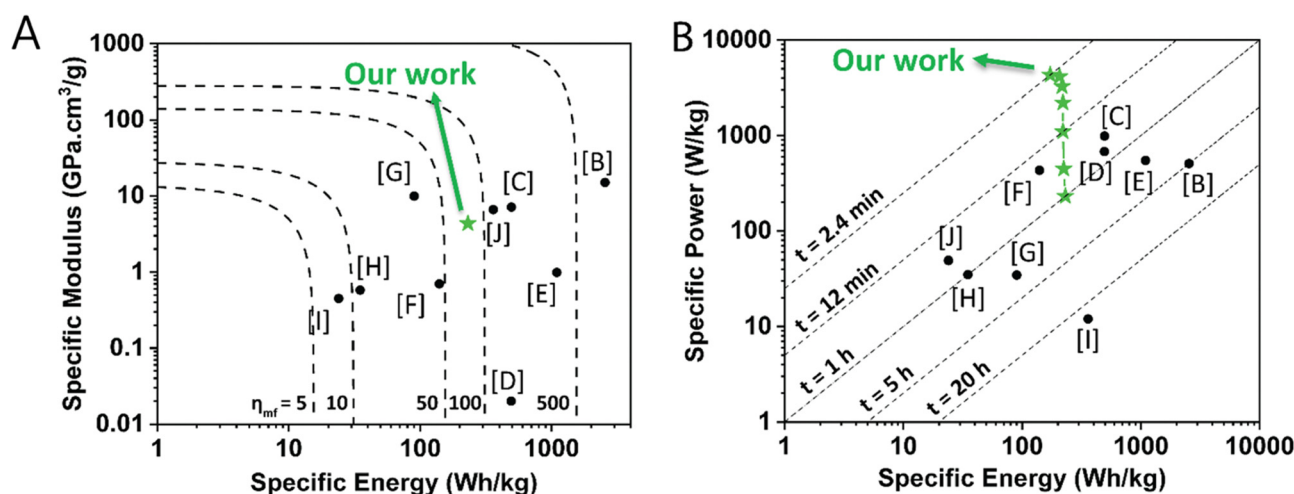 A
Specific Modulus (GPa.cm³/g)
1000
100
10
1
0.1
0.01
Our work
[B]
[G]
[C]
[J]
[H]
[I]
[F]
[E]
[D]
ηmf = 5 10 50 100 500
1 10 100 1000
Specific Energy (Wh/kg)
B
Specific Power (W/kg)
10000
1000
100
10
1
Our work
[C]
[D]
[E]
[B]
[F]
[J]
[G]
[H]
[I]
t = 2.4 min
t = 12 min
t = 1 h
t = 5 h
t = 20 h
1 10 100 1000 10000
Specific Energy (Wh/kg)